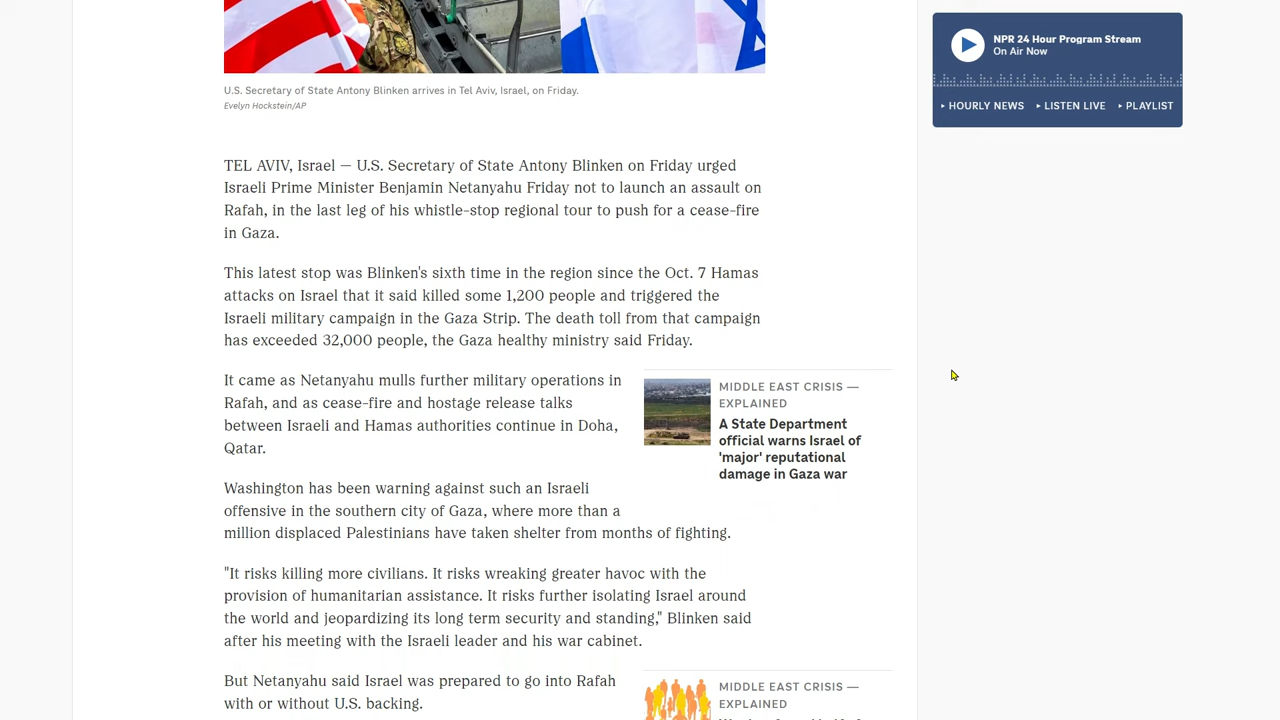 NPR 24 Hour Program Stream
On Air Now
HOURLY NEWS LISTEN LIVE PLAYLIST
U.S. Secretary of State Antony Blinken arrives in Tel Aviv, Israel, on Friday.
Evelyn Hockstein/AP
TEL AVIV, Israel — U.S. Secretary of State Antony Blinken on Friday urged
Israeli Prime Minister Benjamin Netanyahu Friday not to launch an assault on
Rafah, in the last leg of his whistle-stop regional tour to push for a cease-fire
in Gaza.
This latest stop was Blinken's sixth time in the region since the Oct. 7 Hamas
attacks on Israel that it said killed some 1,200 people and triggered the
Israeli military campaign in the Gaza Strip. The death toll from that campaign
has exceeded 32,000 people, the Gaza healthy ministry said Friday.
It came as Netanyahu mulls further military operations in
Rafah, and as cease-fire and hostage release talks
between Israeli and Hamas authorities continue in Doha,
Qatar.
MIDDLE EAST CRISIS —
EXPLAINED
A State Department
official warns Israel of
'major' reputational
damage in Gaza war
Washington has been warning against such an Israeli
offensive in the southern city of Gaza, where more than a
million displaced Palestinians have taken shelter from months of fighting.
"It risks killing more civilians. It risks wreaking greater havoc with the
provision of humanitarian assistance. It risks further isolating Israel around
the world and jeopardizing its long term security and standing," Blinken said
after his meeting with the Israeli leader and his war cabinet.
But Netanyahu said Israel was prepared to go into Rafah
with or without U.S. backing.
MIDDLE EAST CRISIS —
EXPLAINED